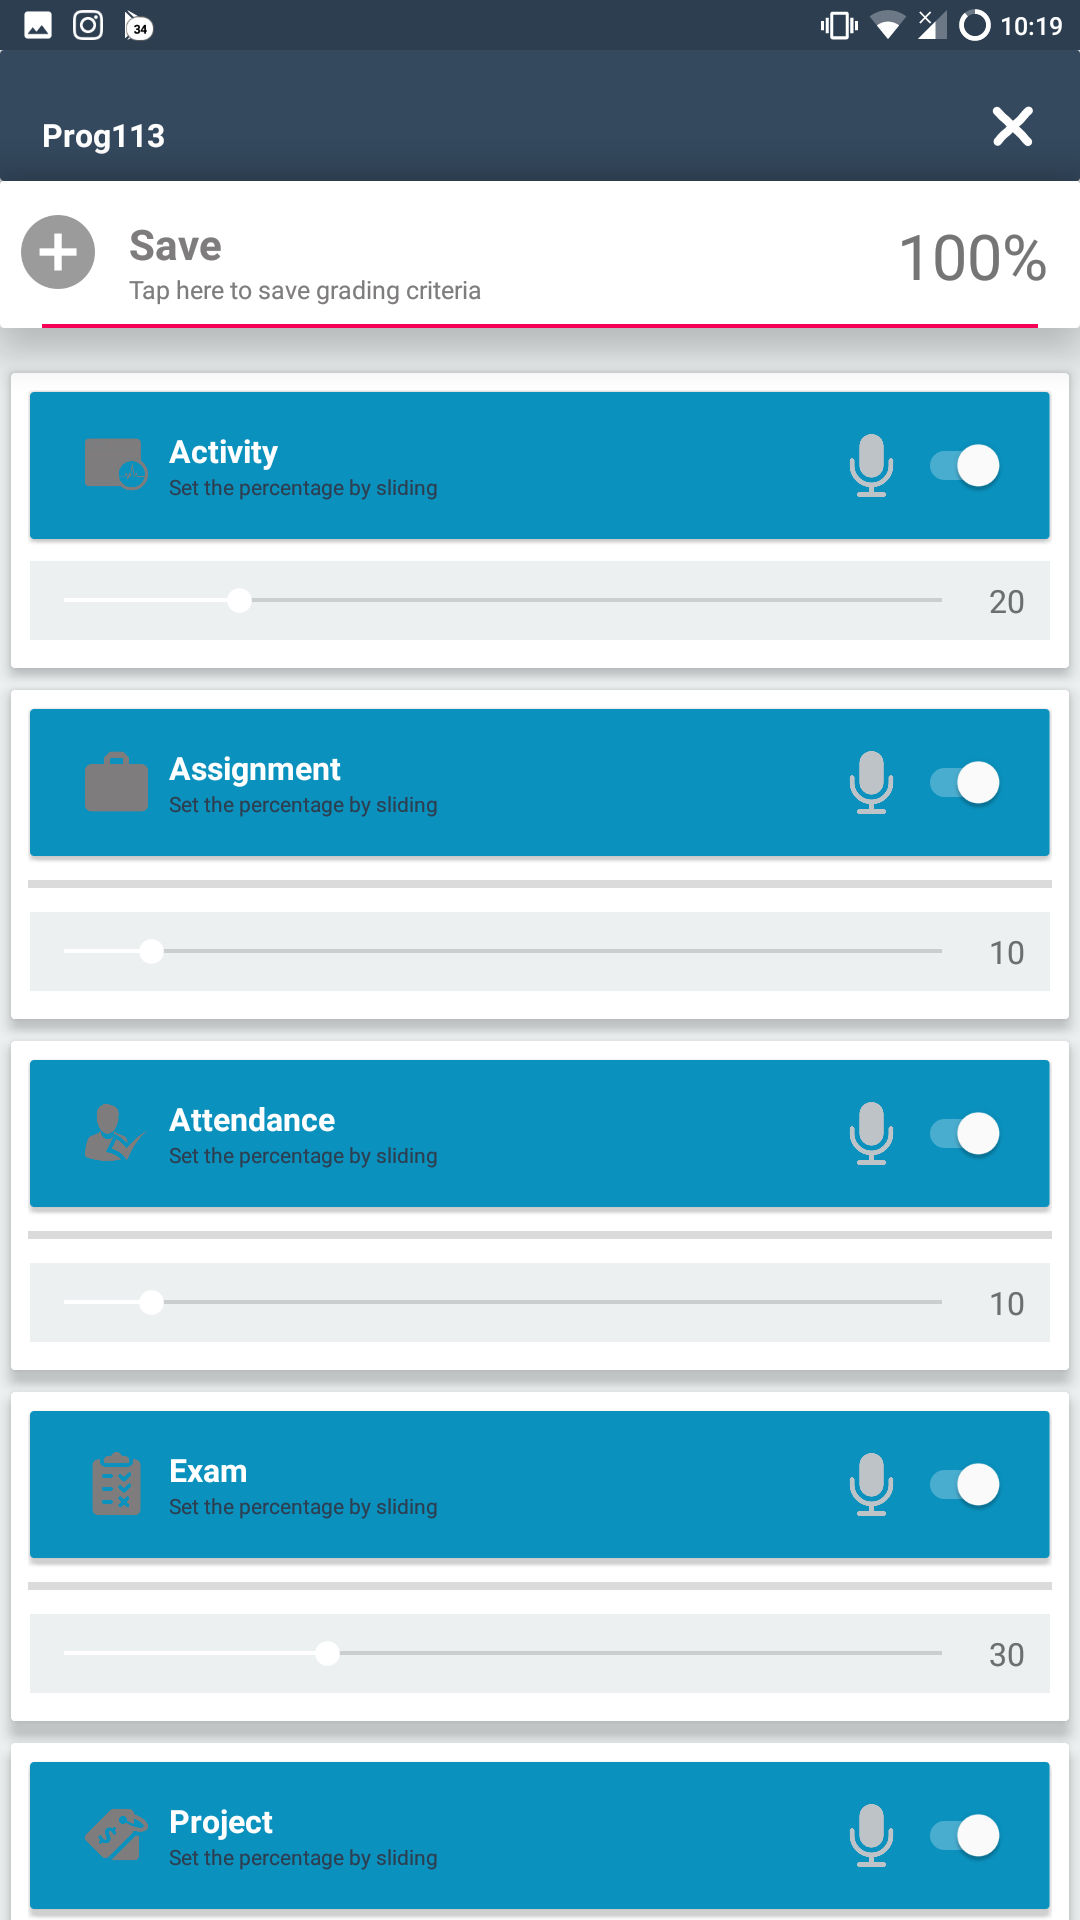 34
10:19
Prog113
Save
Tap here to save grading criteria
100%
Activity
Set the percentage by sliding
20
Assignment
Set the percentage by sliding
10
Attendance
Set the percentage by sliding
10
Exam
Set the percentage by sliding
30
Project
Set the percentage by sliding